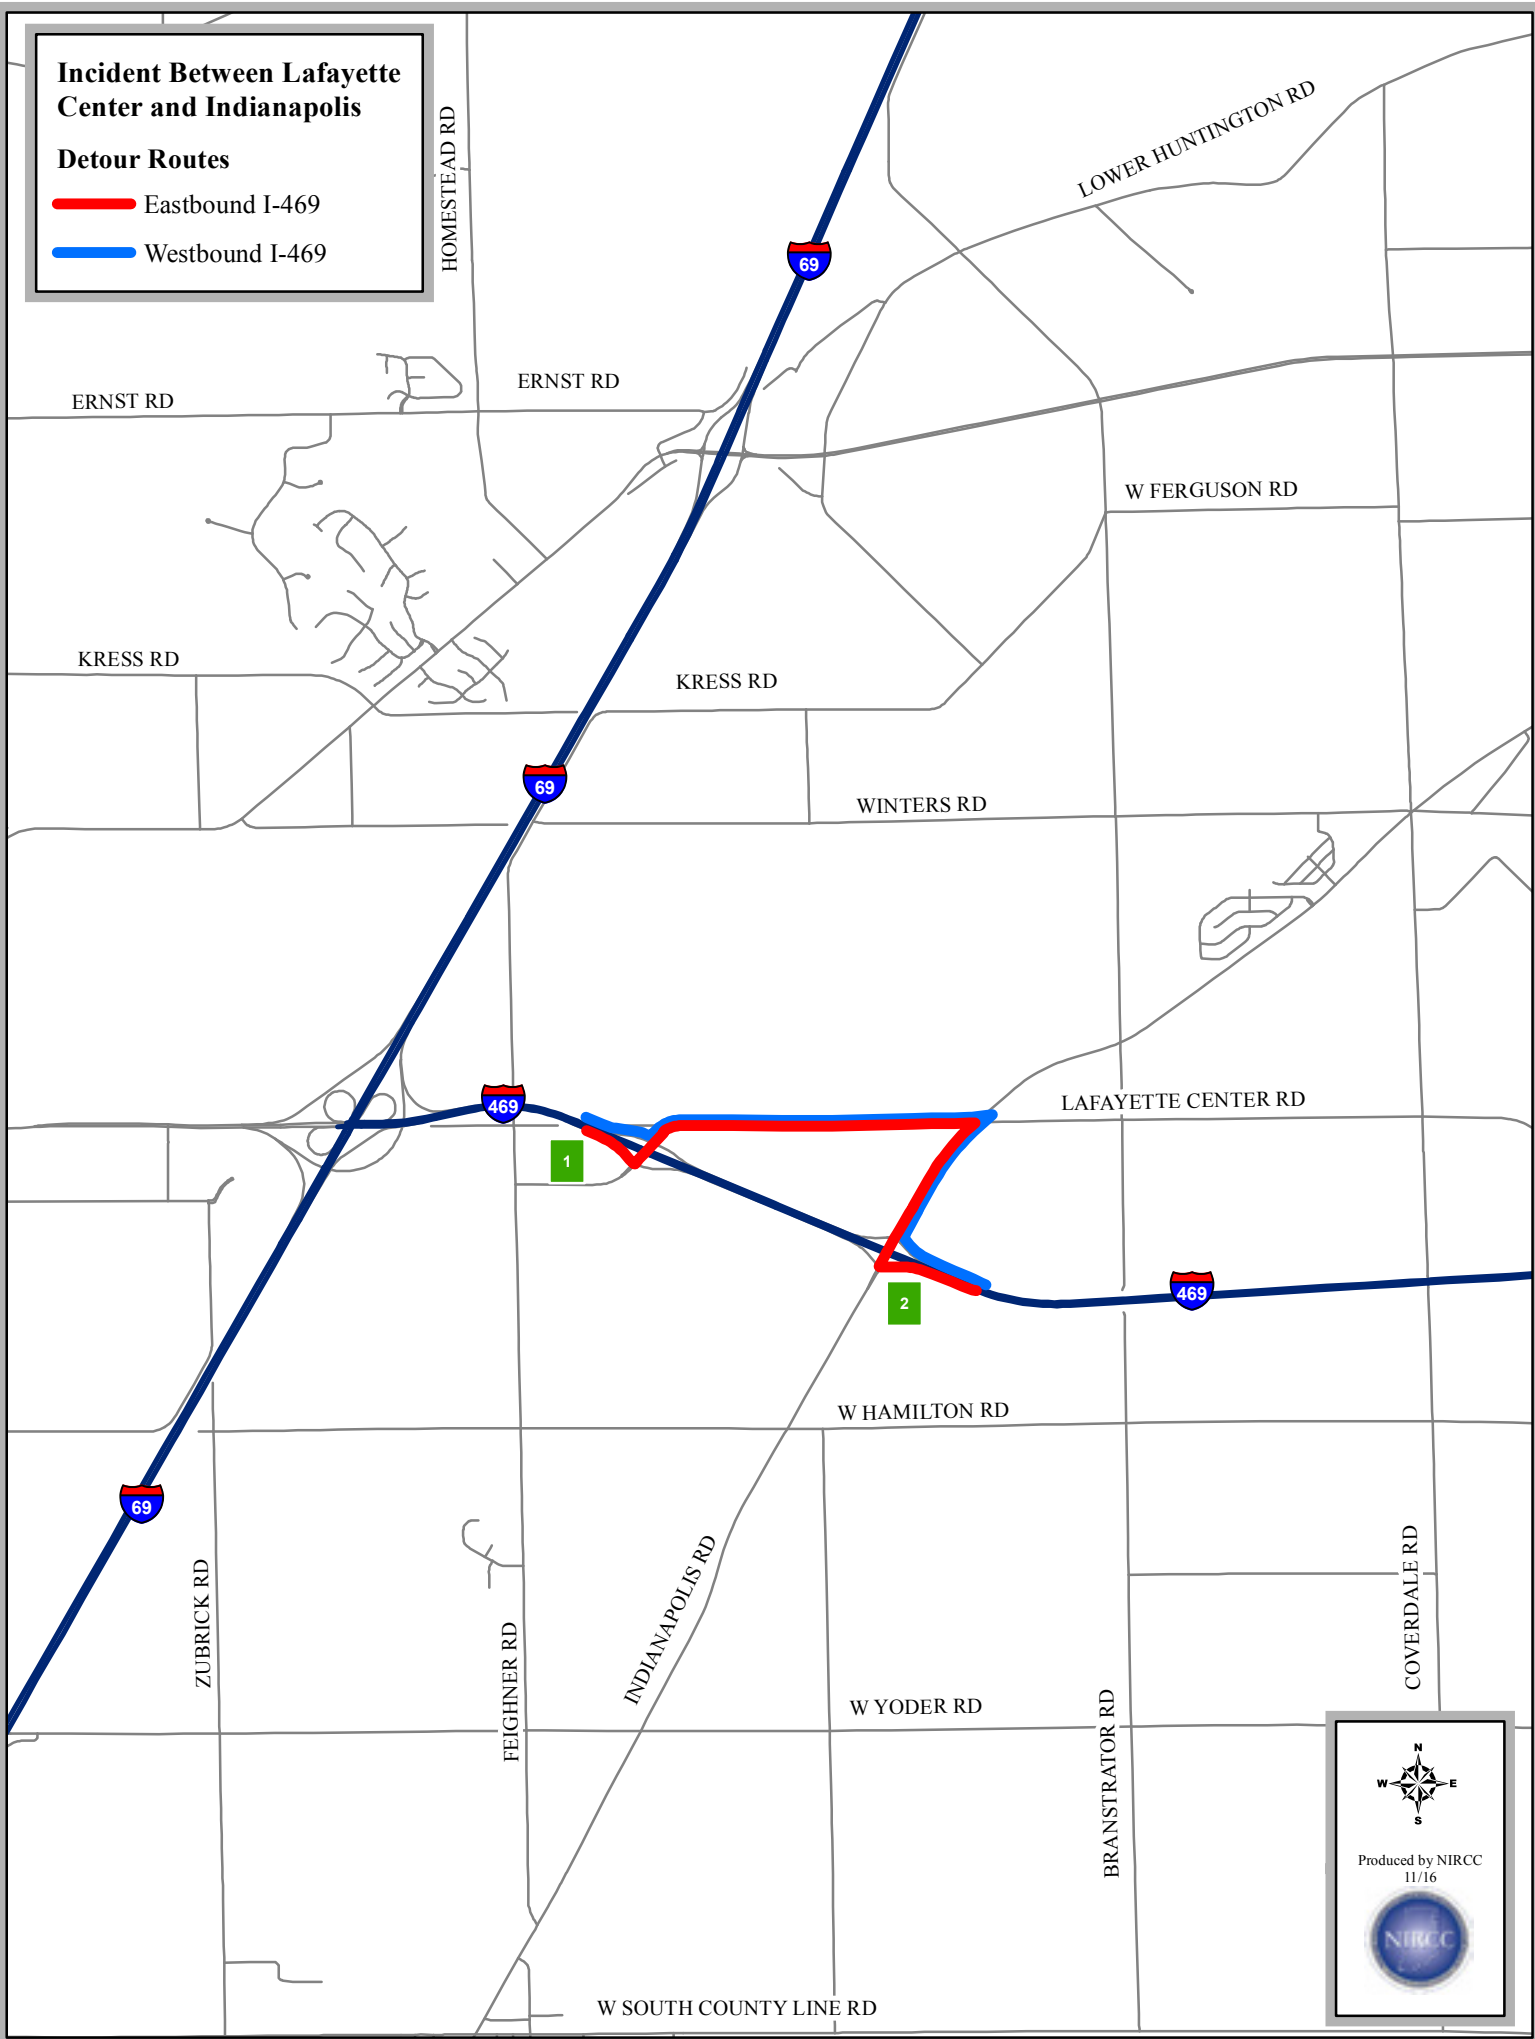 Incident Between Lafayette
Center and Indianapolis
Detour Routes
Eastbound I-469
Westbound I-469
HOMESTEAD RD
LOWER HUNTINGTON RD
69
ERNST RD
ERNST RD
W FERGUSON RD
KRESS RD
KRESS RD
69
WINTERS RD
469
LAFAYETTE CENTER RD
1
469
2
W HAMILTON RD
69
ZUBRICK RD
FEIGHNER RD
INDIANAPOLIS RD
COVERDALE RD
W YODER RD
BRANSTRATOR RD
N
W
E
S
Produced by NIRCC
11/16
NIRCC
W SOUTH COUNTY LINE RD